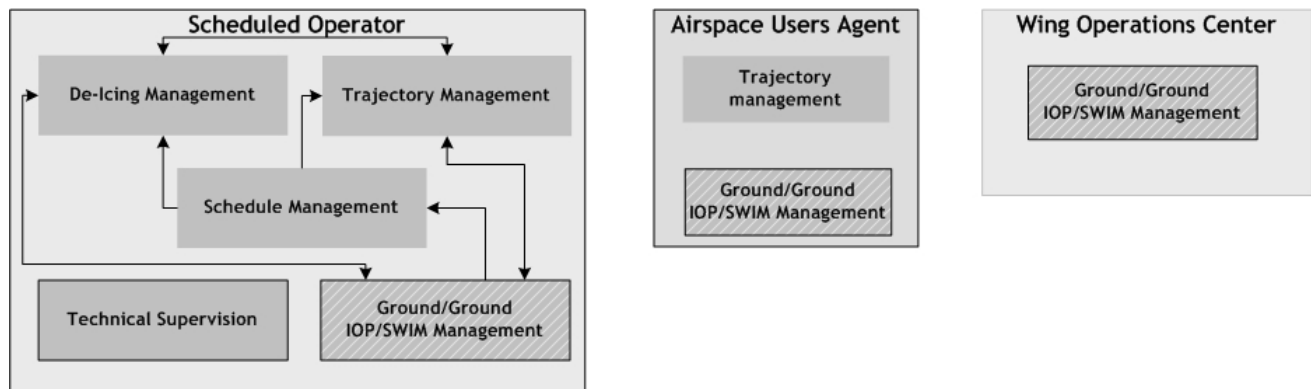 Scheduled Operator
De-Icing Management
Trajectory Management
Schedule Management
Technical Supervision
Ground/Ground
IOP/SWIM Management
Airspace Users Agent
Trajectory
management
Ground/Ground
IOP/SWIM Management
Wing Operations Center
Ground/Ground
IOP/SWIM Management